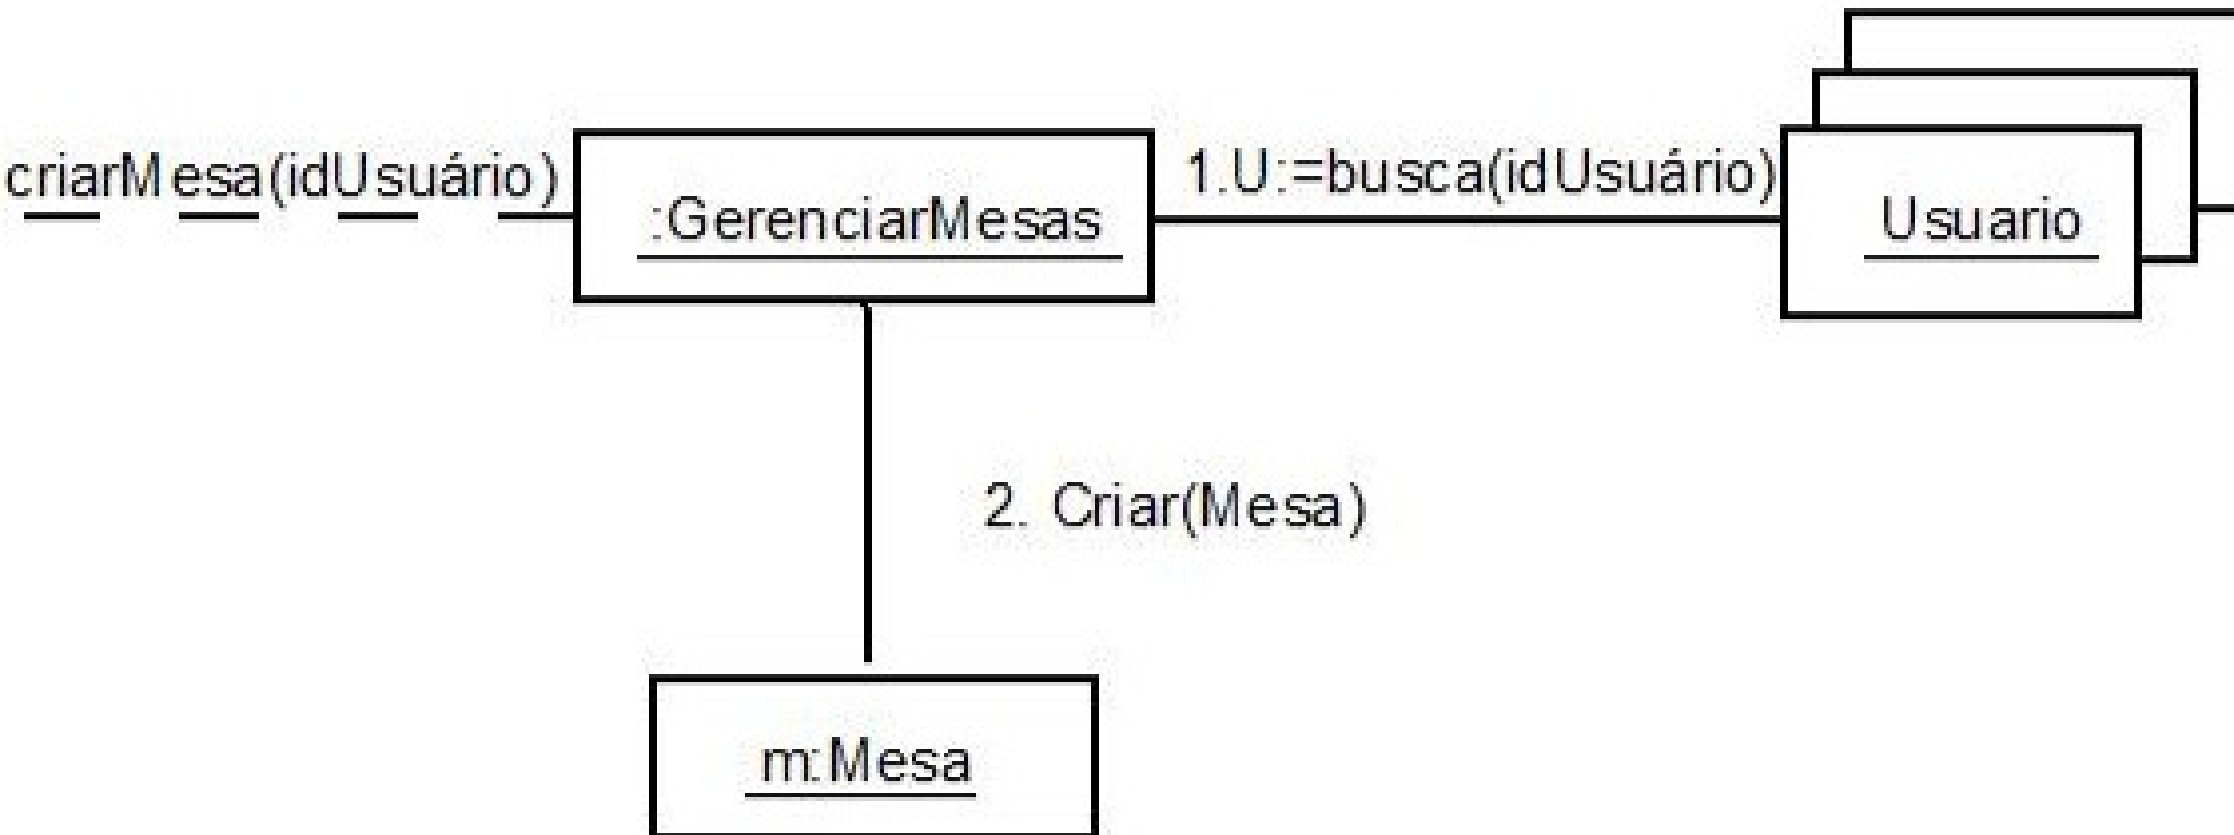 criarMesa(idUsuário)
:GerenciarMesas
1.U:=busca(idUsuário)
Usuario
2. Criar(Mesa)
m:Mesa